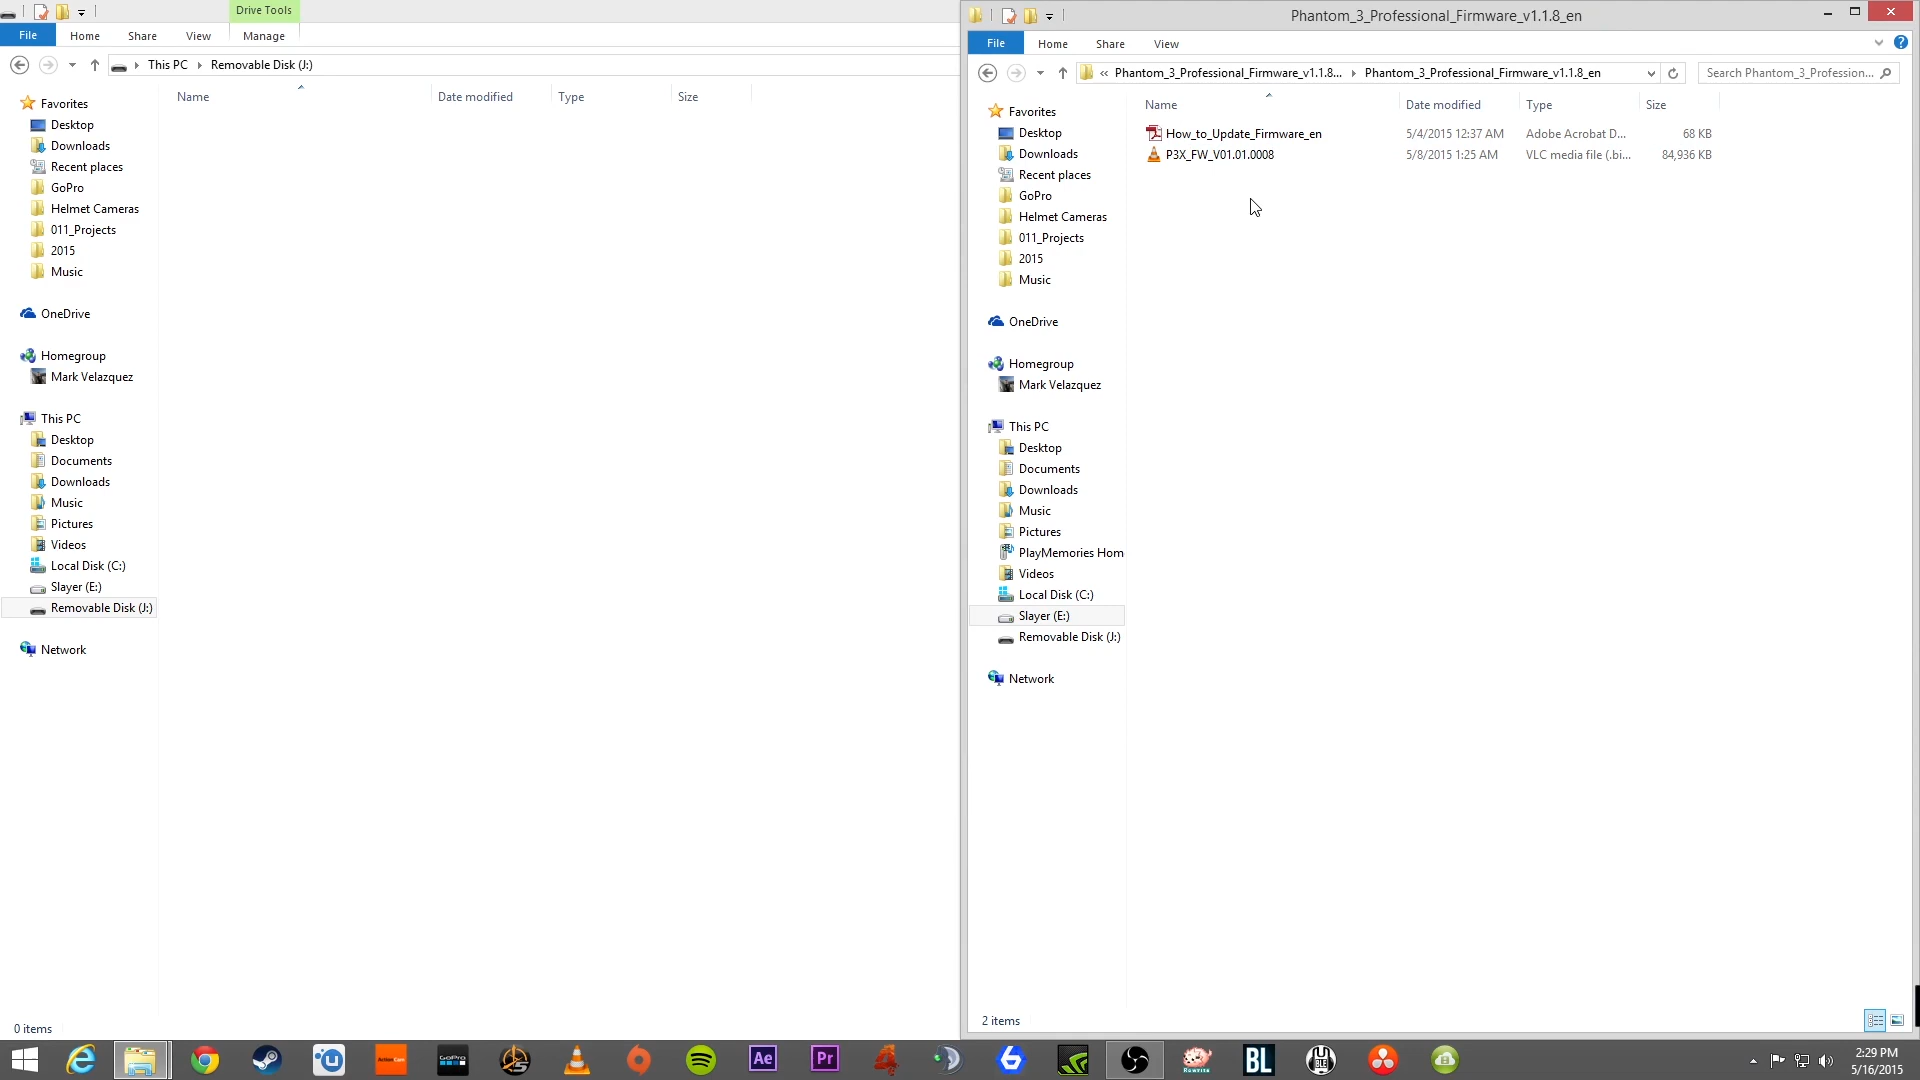 Drive Tools
File Home Share View Manage
This PC Removable Disk (J:)
Name Date modified Type Size
Favorites
Desktop
Downloads
Recent places
GoPro
Helmet Cameras
011_Projects
2015
Music
OneDrive
Homegroup
Mark Velazquez
This PC
Desktop
Documents
Downloads
Music
Pictures
Videos
Local Disk (C:)
Slayer (E:)
Removable Disk (J:)
Network
0 items
Phantom_3_Professional_Firmware_v1.1.8_en
File Home Share View
« Phantom_3_Professional_Firmware_v1.1.8... Phantom_3_Professional_Firmware_v1.1.8_en Search Phantom_3_Profession...
Name Date modified Type Size
How_to_Update_Firmware_en 5/4/2015 12:37 AM Adobe Acrobat D... 68 KB
P3X_FW_V01.01.0008 5/8/2015 1:25 AM VLC media file (.bi... 84,936 KB
Favorites
Desktop
Downloads
Recent places
GoPro
Helmet Cameras
011_Projects
2015
Music
OneDrive
Homegroup
Mark Velazquez
This PC
Desktop
Documents
Downloads
Music
Pictures
PlayMemories Hom
Videos
Local Disk (C:)
Slayer (E:)
Removable Disk (J:)
Network
2 items
GoPro Ae Pr BL
2:29 PM
5/16/2015